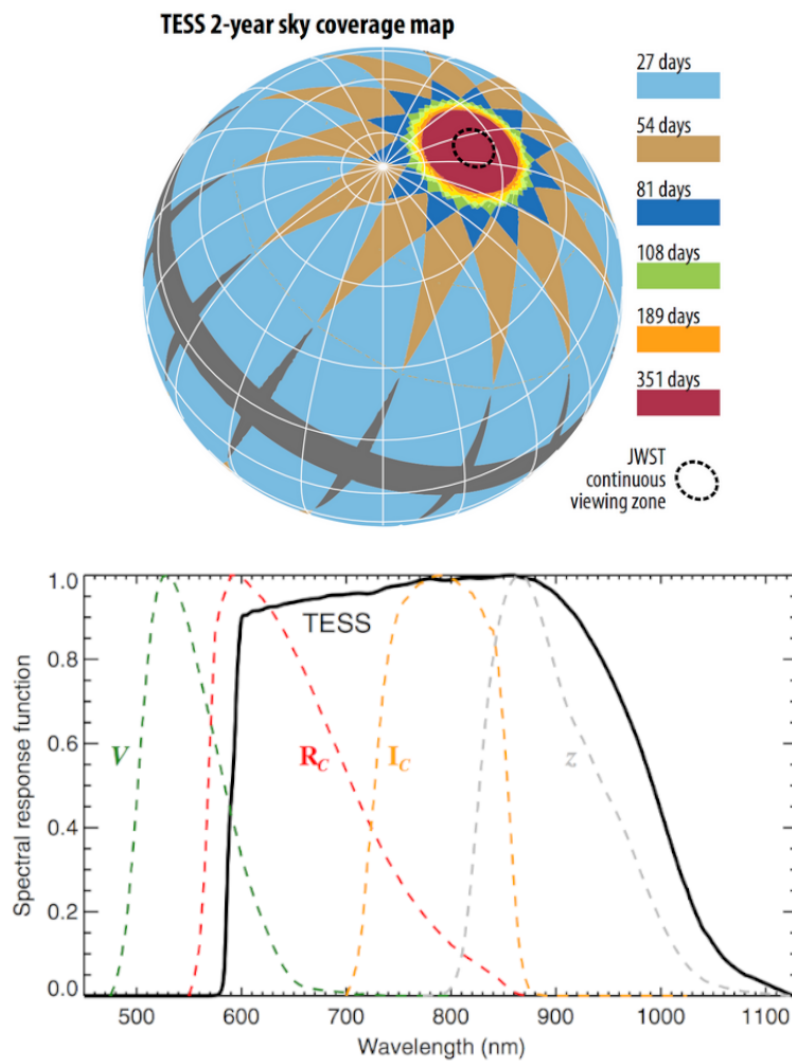 TESS 2-year sky coverage map
27 days
54 days
81 days
108 days
189 days
351 days
JWST
continuous
viewing zone
1.0
0.8
0.6
0.4
0.2
0.0
Spectral response function
TESS
V
R_C
I_C
z
500
600
700
800
900
1000
1100
Wavelength (nm)